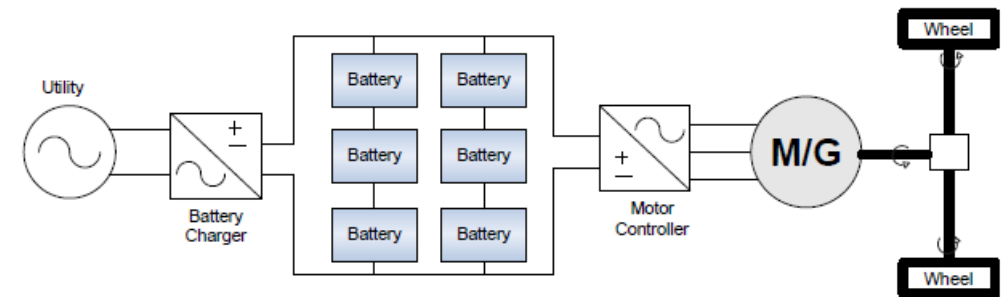 Wheel
Utility
Battery
Battery
+
−
Battery
Battery
+
−
M/G
Battery
Charger
Motor
Controller
Battery
Battery
Wheel